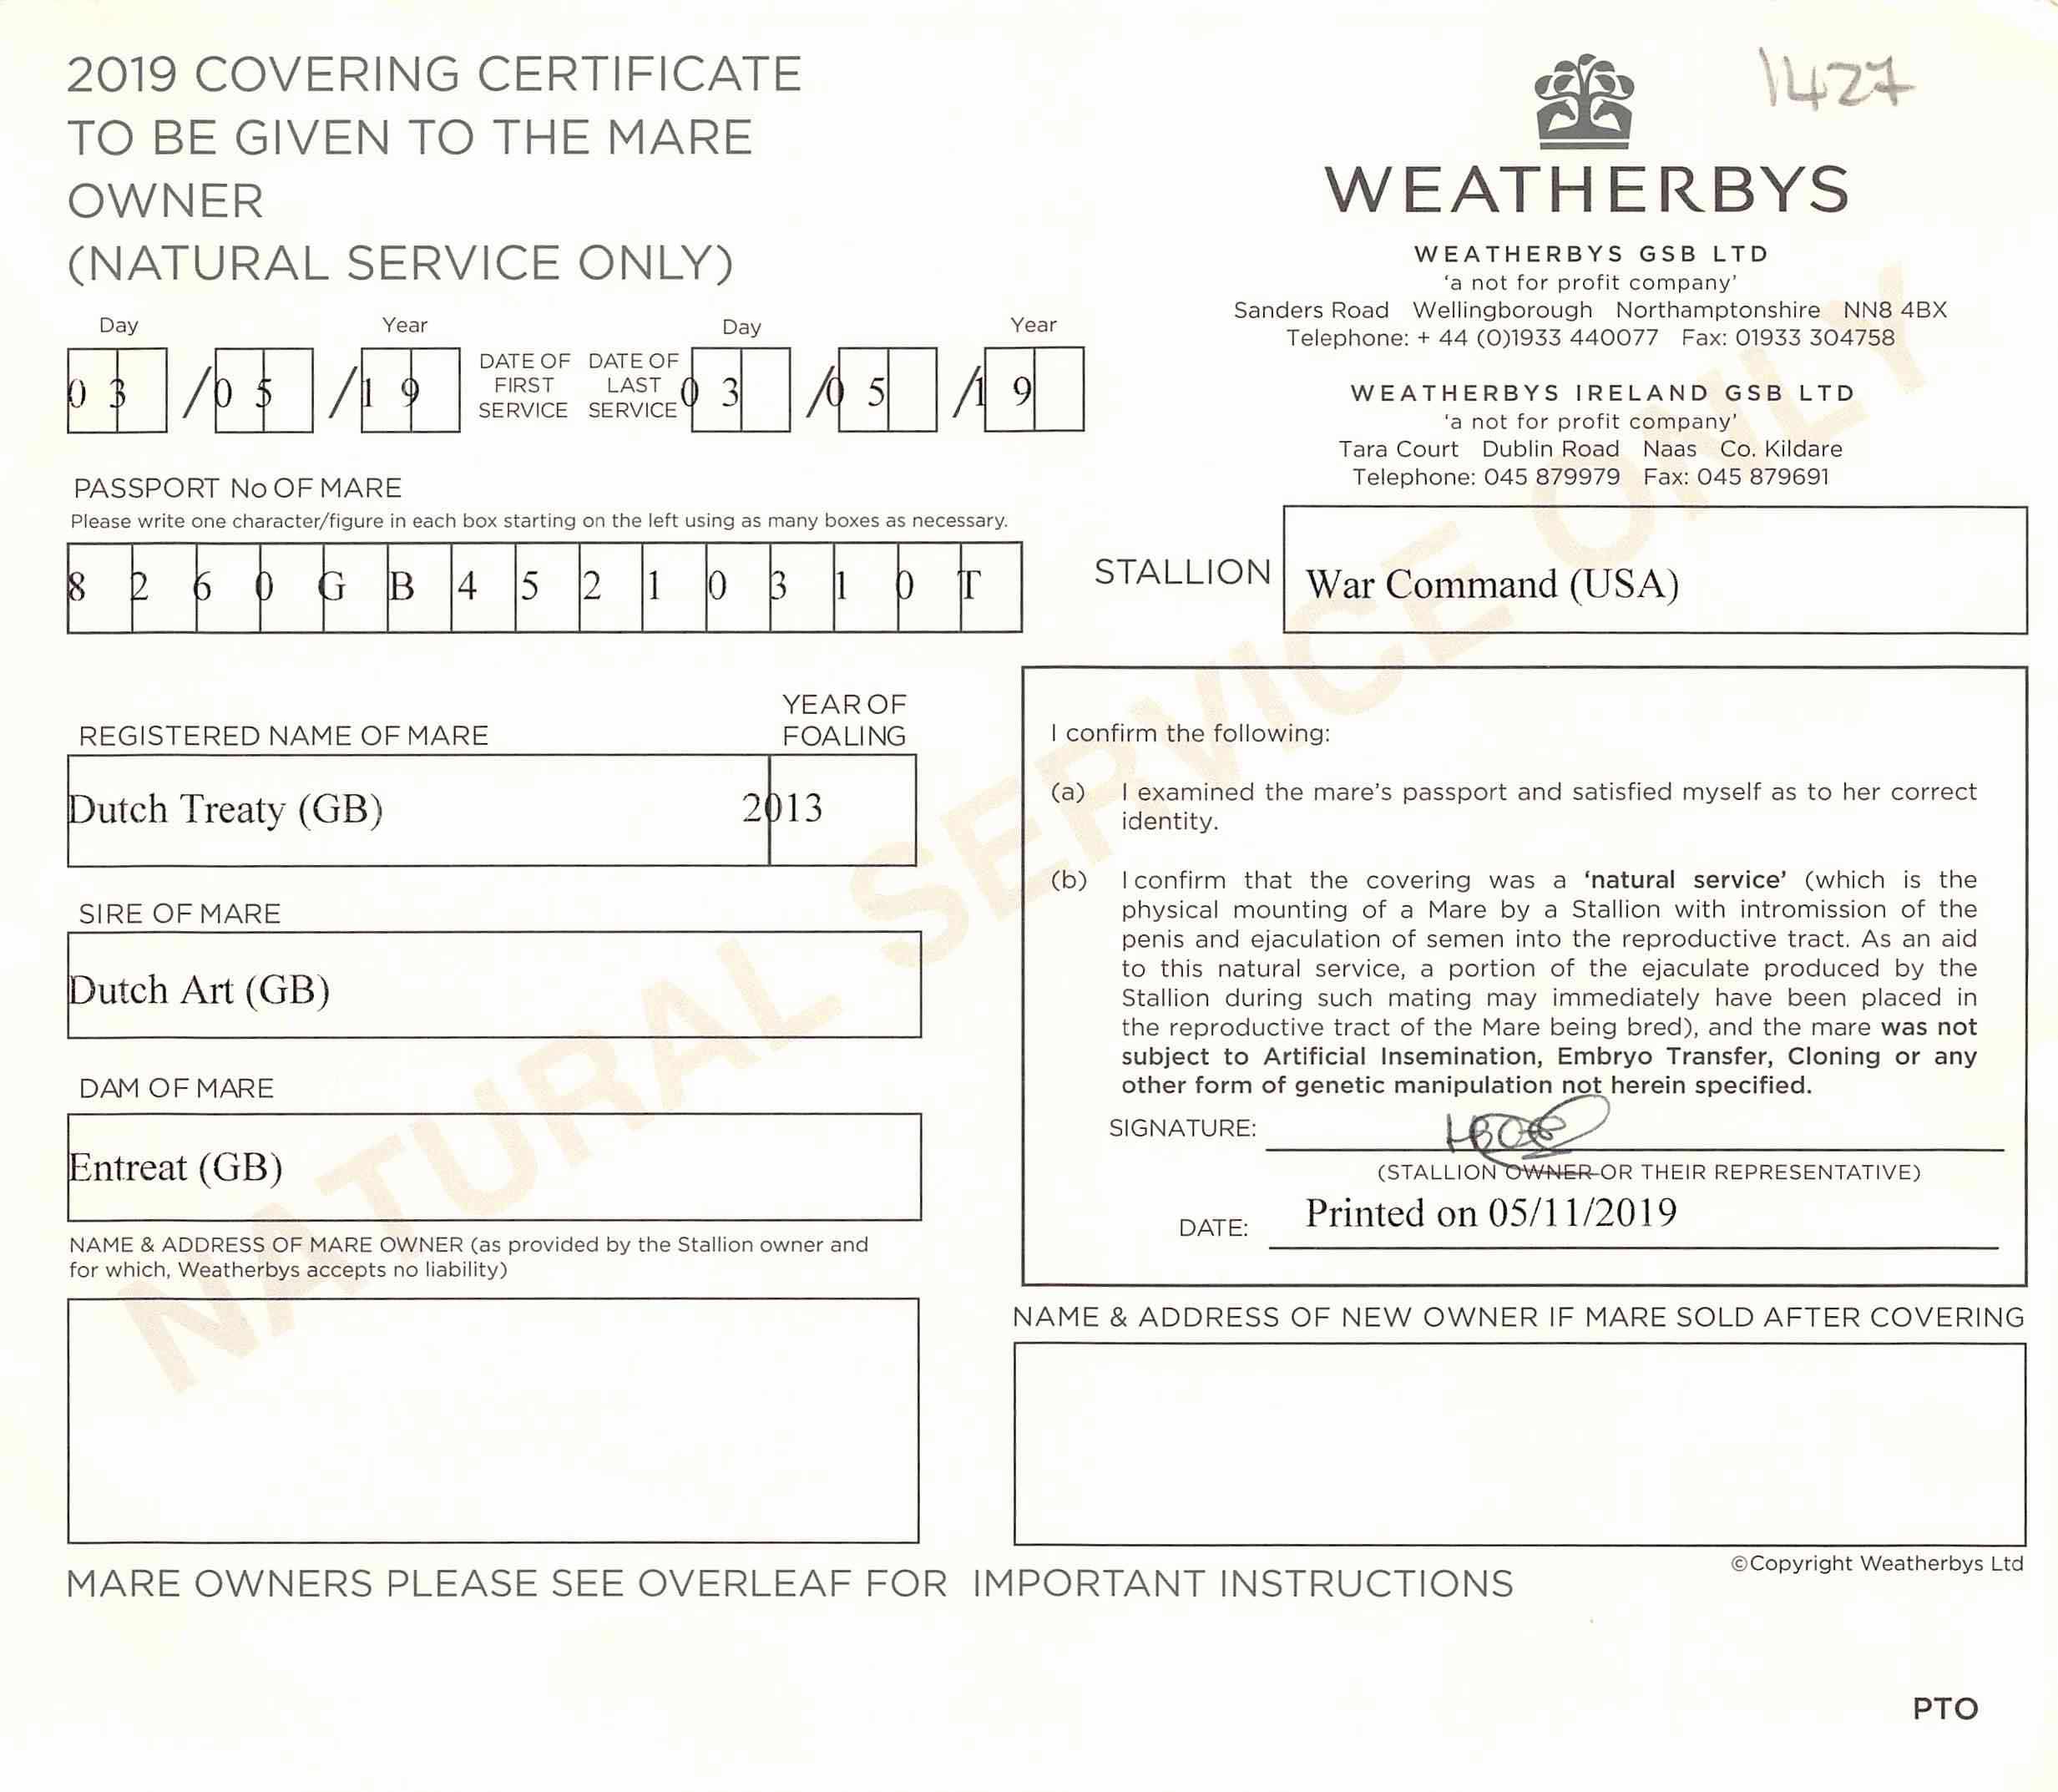 2019 COVERING CERTIFICATE
TO BE GIVEN TO THE MARE
OWNER
(NATURAL SERVICE ONLY)
1427
WEATHERBYS
WEATHERBYS GSB LTD
'a not for profit company'
Sanders Road Wellingborough Northamptonshire NN8 4BX
Telephone: + 44 (0)1933 440077 Fax: 01933 304758
WEATHERBYS IRELAND GSB LTD
'a not for profit company'
Tara Court Dublin Road Naas Co. Kildare
Telephone: 045 879979 Fax: 045 879691
Day Year
03/05/19
DATE OF
FIRST
SERVICE
DATE OF
LAST
SERVICE
Day Year
03/05/19
PASSPORT No OF MARE
Please write one character/figure in each box starting on the left using as many boxes as necessary.
8 2 6 0 G B 4 5 2 1 0 3 1 0 T
STALLION
War Command (USA)
REGISTERED NAME OF MARE
YEAR OF
FOALING
Dutch Treaty (GB) 2013
SIRE OF MARE
Dutch Art (GB)
DAM OF MARE
Entreat (GB)
NAME & ADDRESS OF MARE OWNER (as provided by the Stallion owner and
for which, Weatherbys accepts no liability)
I confirm the following:
(a) I examined the mare's passport and satisfied myself as to her correct
identity.
(b) I confirm that the covering was a 'natural service' (which is the
physical mounting of a Mare by a Stallion with intromission of the
penis and ejaculation of semen into the reproductive tract. As an aid
to this natural service, a portion of the ejaculate produced by the
Stallion during such mating may immediately have been placed in
the reproductive tract of the Mare being bred), and the mare was not
subject to Artificial Insemination, Embryo Transfer, Cloning or any
other form of genetic manipulation not herein specified.
SIGNATURE:
(STALLION OWNER OR THEIR REPRESENTATIVE)
DATE: Printed on 05/11/2019
NAME & ADDRESS OF NEW OWNER IF MARE SOLD AFTER COVERING
©Copyright Weatherbys Ltd
MARE OWNERS PLEASE SEE OVERLEAF FOR IMPORTANT INSTRUCTIONS
PTO
NATURAL SERVICE ONLY